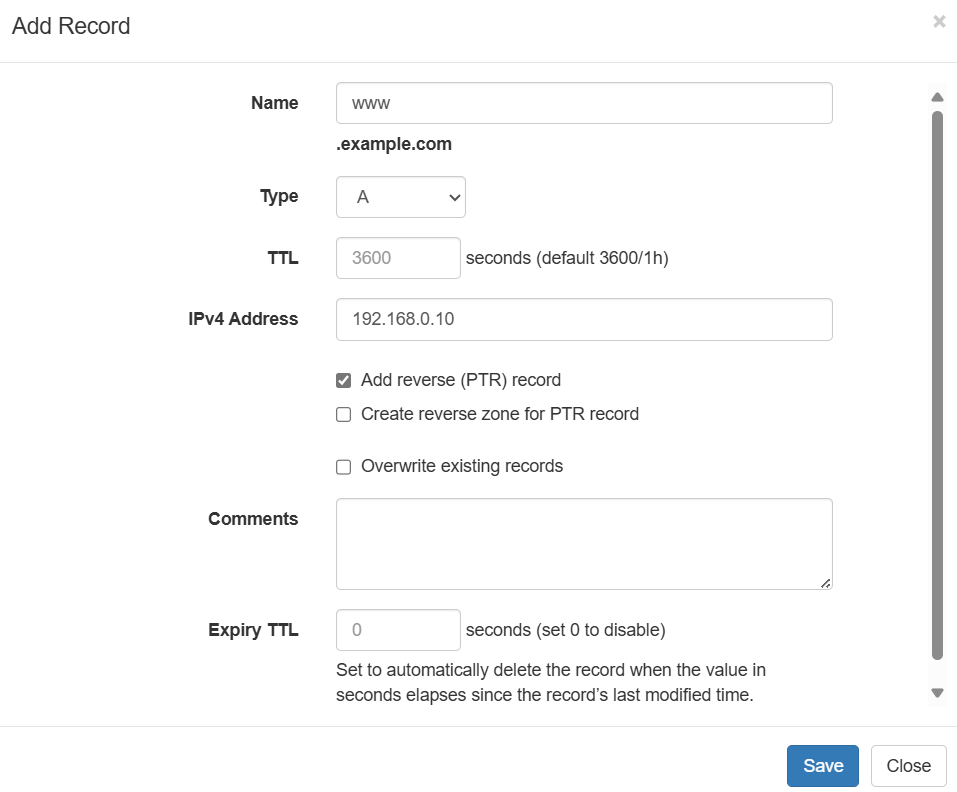 Add Record
×
Name
www
.example.com
Type
A
TTL
3600
seconds (default 3600/1h)
IPv4 Address
192.168.0.10
Add reverse (PTR) record
Create reverse zone for PTR record
Overwrite existing records
Comments
Expiry TTL
0
seconds (set 0 to disable)
Set to automatically delete the record when the value in
seconds elapses since the record’s last modified time.
Save
Close